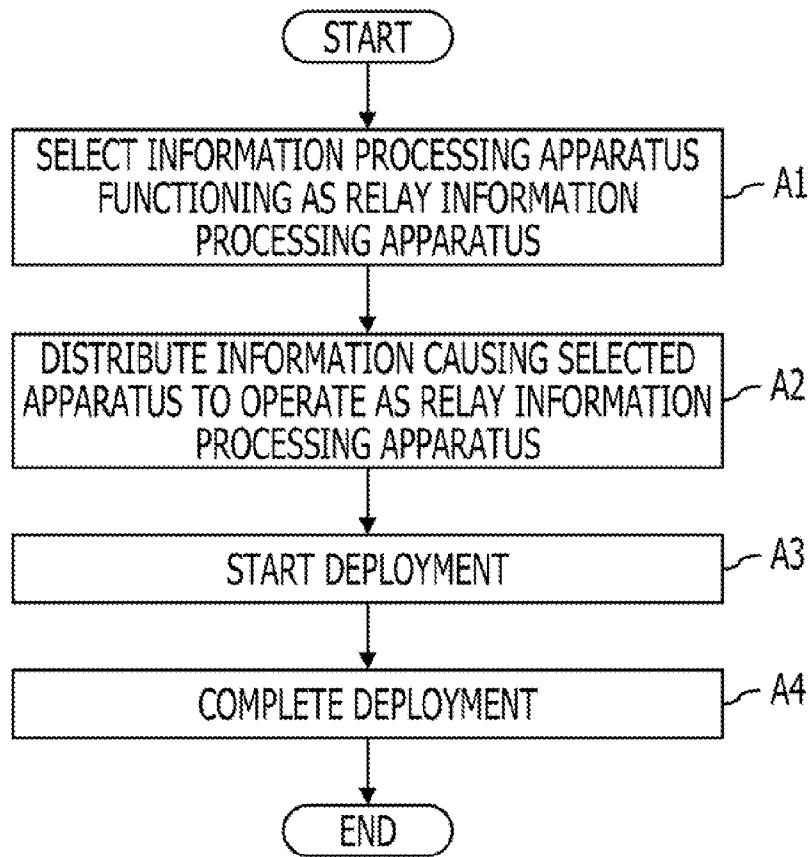 START
SELECT INFORMATION PROCESSING APPARATUS
FUNCTIONING AS RELAY INFORMATION
PROCESSING APPARATUS
A1
DISTRIBUTE INFORMATION CAUSING SELECTED
APPARATUS TO OPERATE AS RELAY INFORMATION
PROCESSING APPARATUS
A2
START DEPLOYMENT
A3
COMPLETE DEPLOYMENT
A4
END